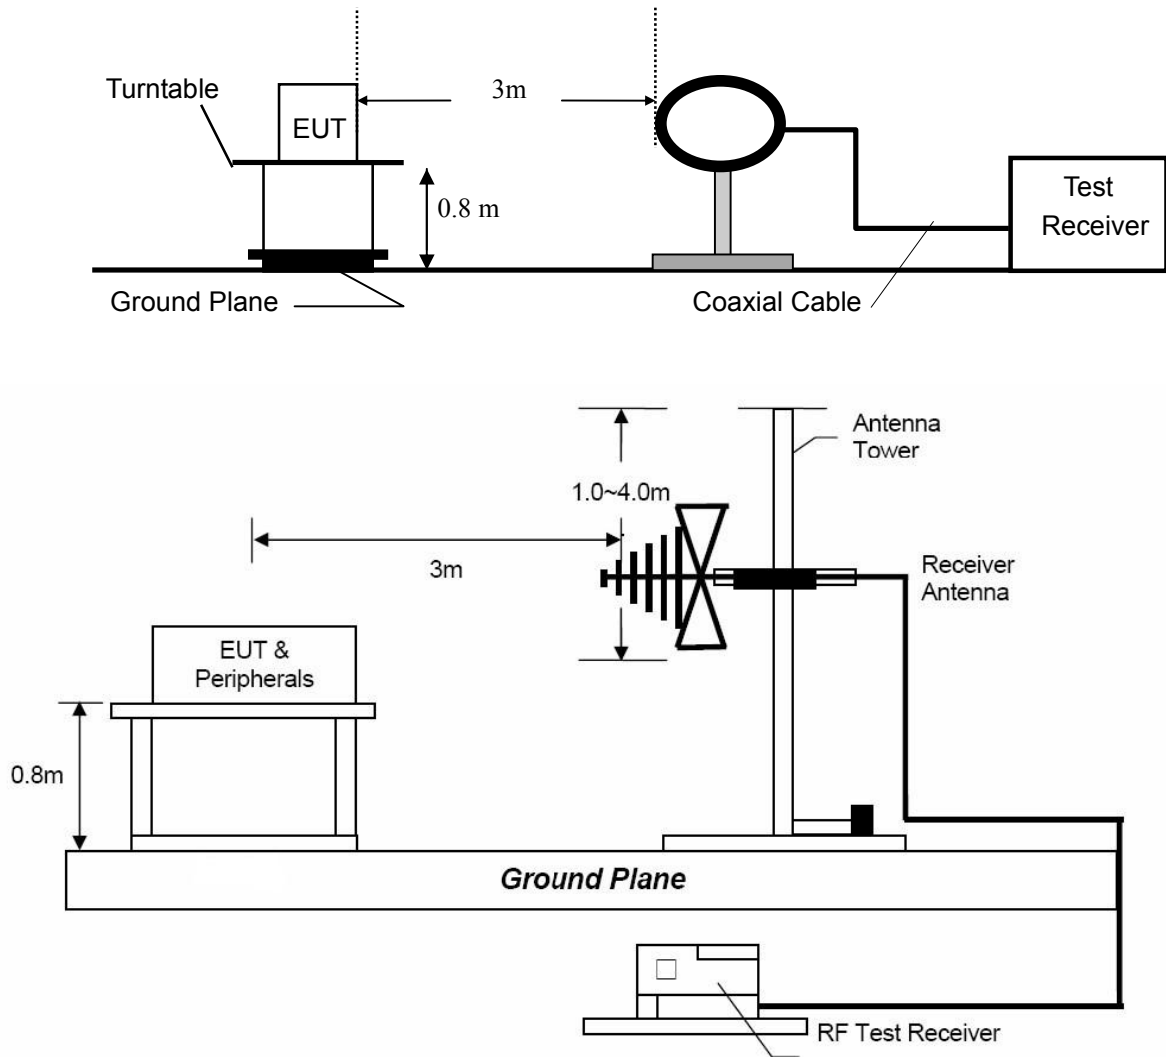 Turntable
EUT
3m
0.8 m
Test
Receiver
Ground Plane
Coaxial Cable
Antenna
Tower
1.0~4.0m
3m
Receiver
Antenna
EUT &
Peripherals
0.8m
Ground Plane
RF Test Receiver